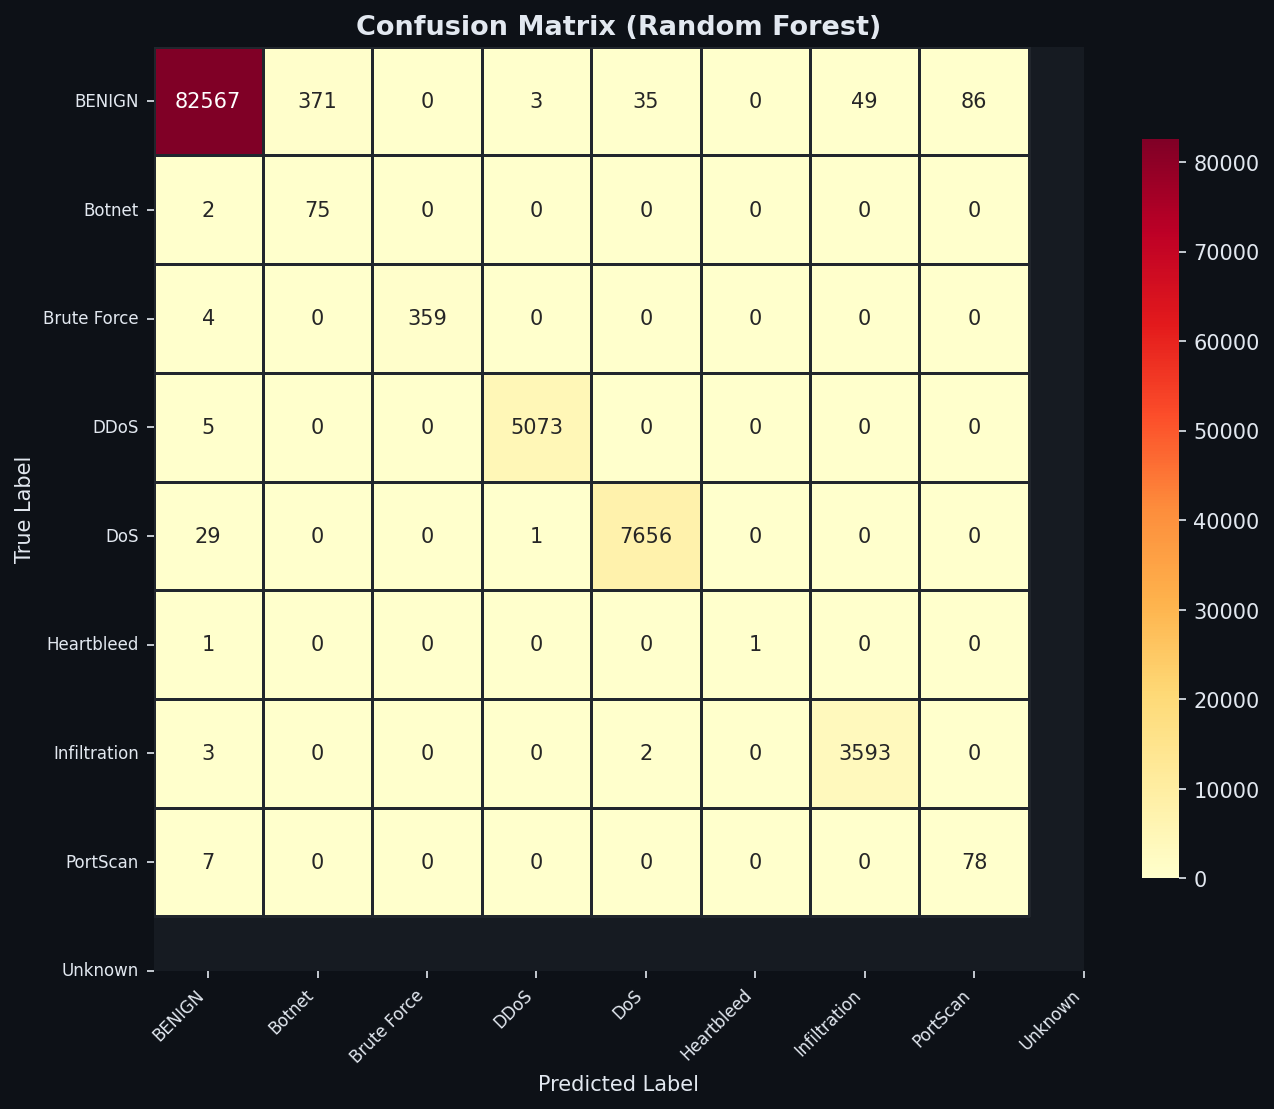 Confusion Matrix (Random Forest)
BENIGN 82567 371 0 3 35 0 49 86
Botnet 2 75 0 0 0 0 0 0
Brute Force 4 0 359 0 0 0 0 0
DDoS 5 0 0 5073 0 0 0 0
DoS 29 0 0 1 7656 0 0 0
Heartbleed 1 0 0 0 0 1 0 0
Infiltration 3 0 0 0 2 0 3593 0
PortScan 7 0 0 0 0 0 0 78
Unknown
True Label
BENIGN Botnet Brute Force DDoS DoS Heartbleed Infiltration PortScan Unknown
Predicted Label
80000
70000
60000
50000
40000
30000
20000
10000
0